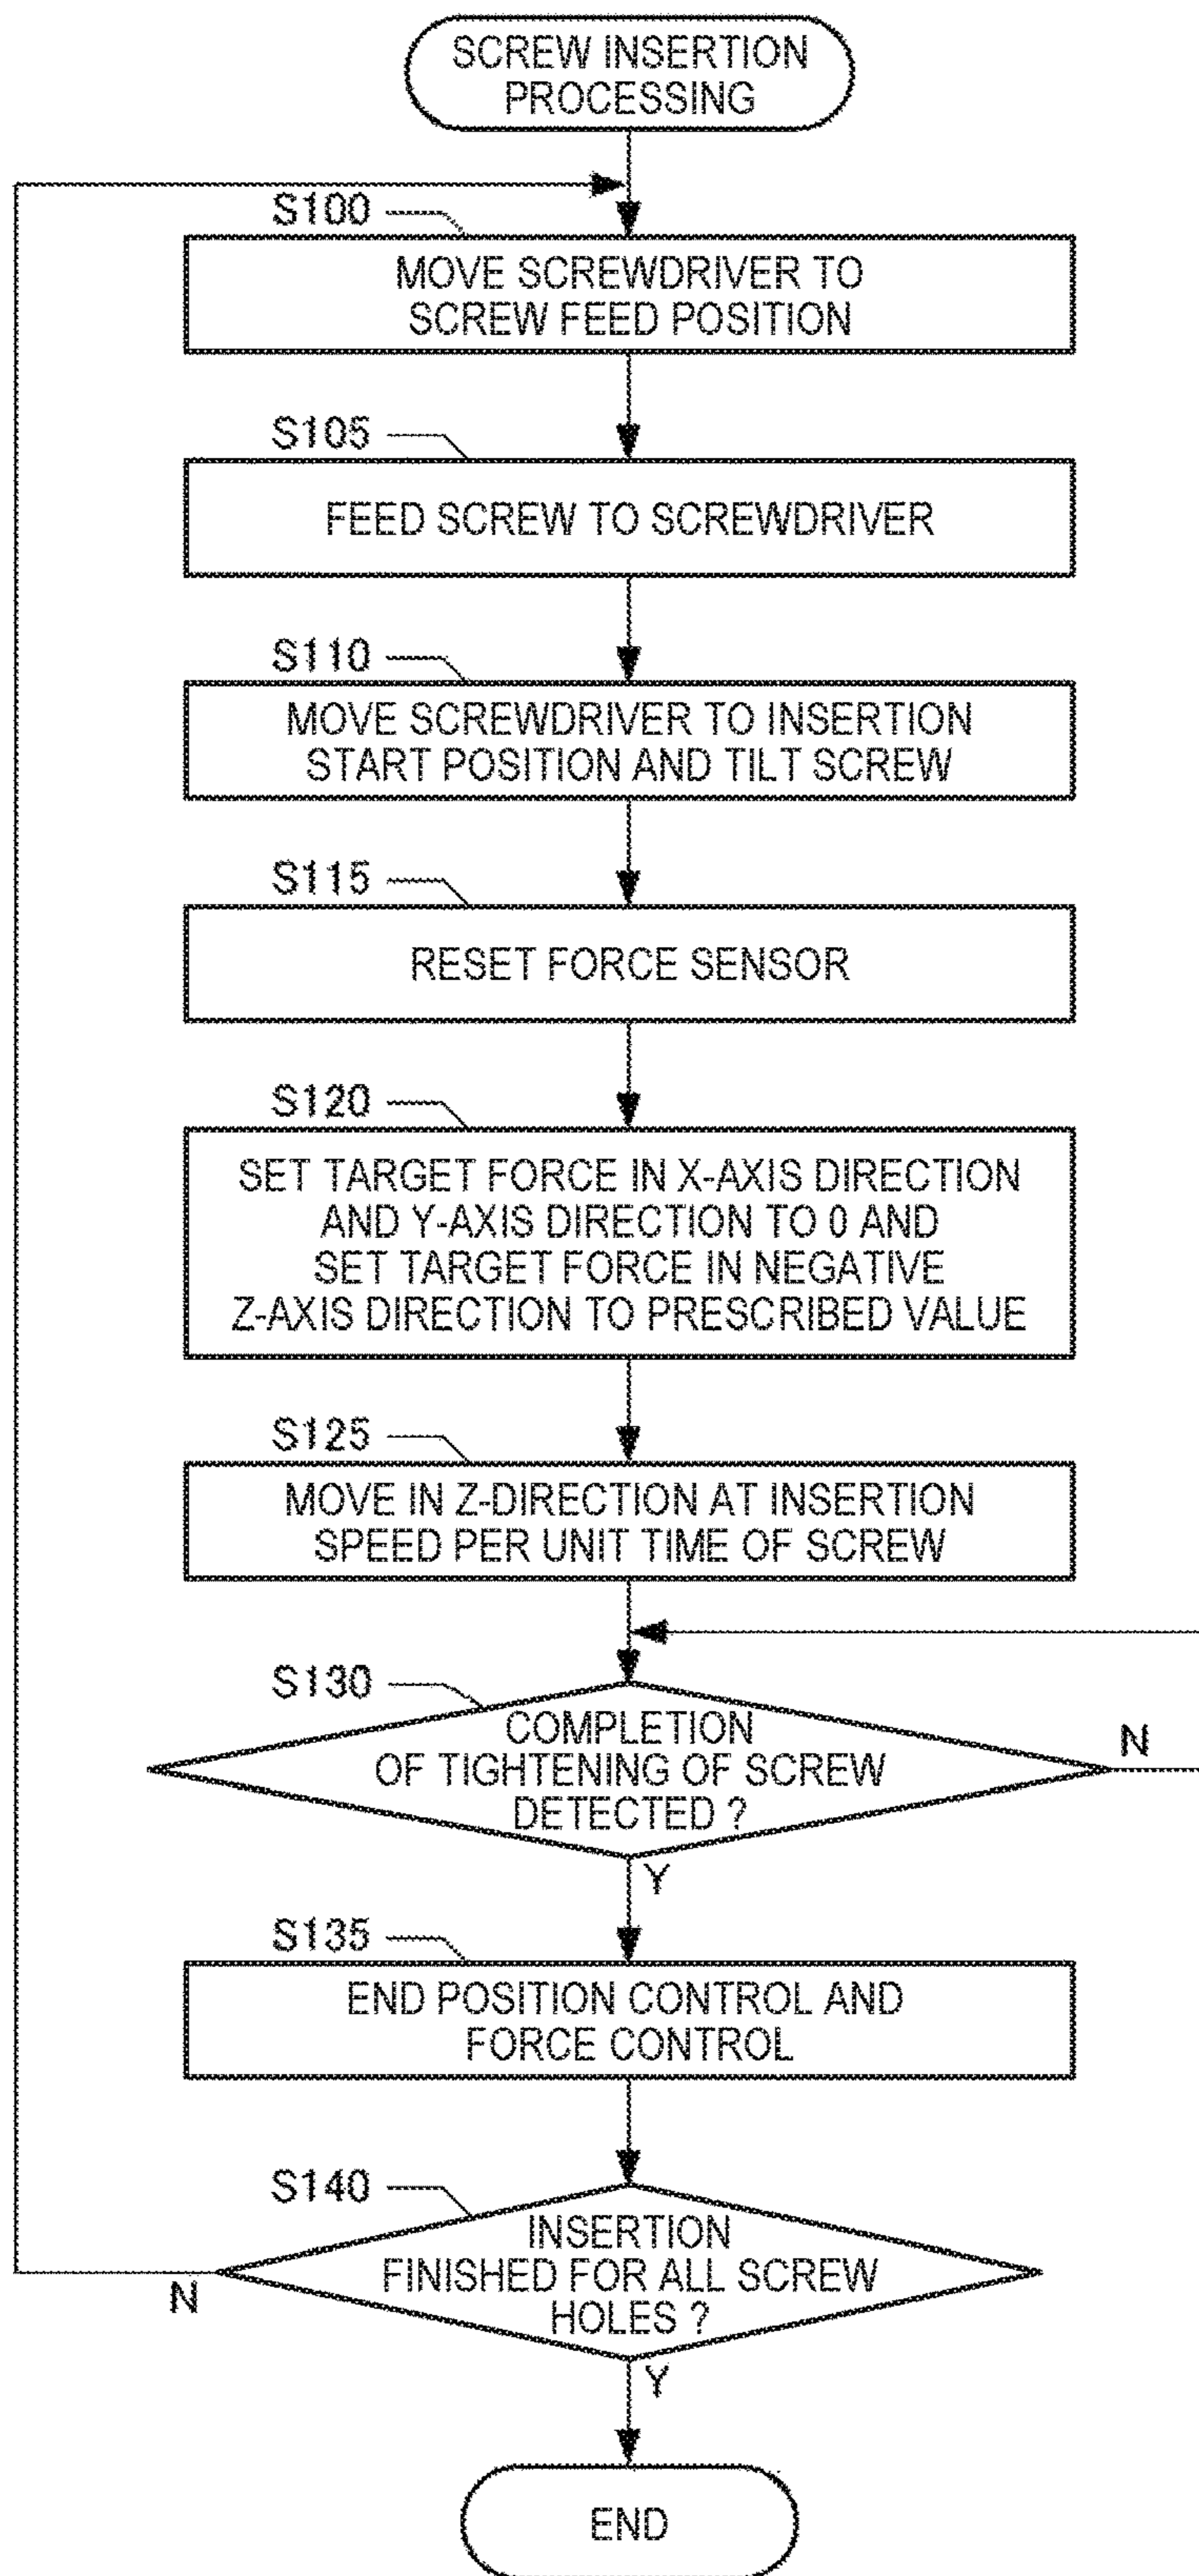 SCREW INSERTION
PROCESSING
S100
MOVE SCREWDRIVER TO
SCREW FEED POSITION
S105
FEED SCREW TO SCREWDRIVER
S110
MOVE SCREWDRIVER TO INSERTION
START POSITION AND TILT SCREW
S115
RESET FORCE SENSOR
S120
SET TARGET FORCE IN X-AXIS DIRECTION
AND Y-AXIS DIRECTION TO 0 AND
SET TARGET FORCE IN NEGATIVE
Z-AXIS DIRECTION TO PRESCRIBED VALUE
S125
MOVE IN Z-DIRECTION AT INSERTION
SPEED PER UNIT TIME OF SCREW
S130
COMPLETION
OF TIGHTENING OF SCREW
DETECTED ?
N
Y
S135
END POSITION CONTROL AND
FORCE CONTROL
S140
INSERTION
FINISHED FOR ALL SCREW
HOLES ?
N
Y
END